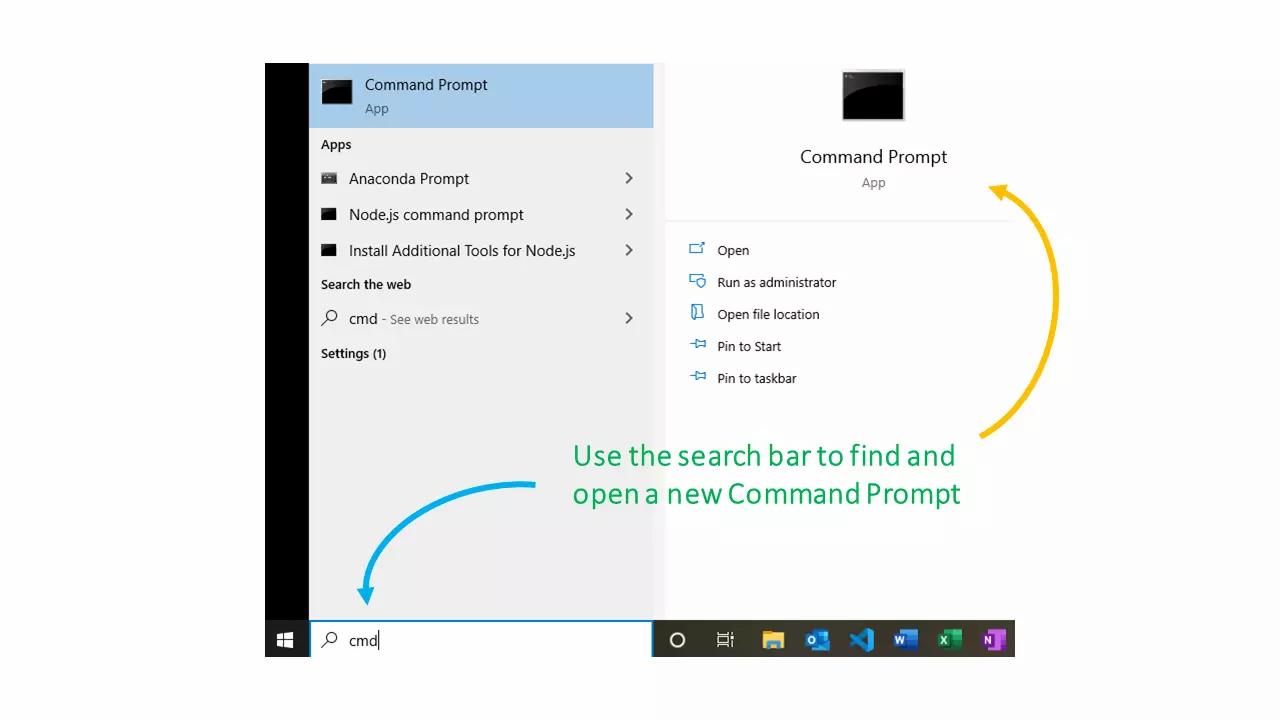 Command Prompt
App
Apps
Anaconda Prompt
Node.js command prompt
Install Additional Tools for Node.js
Search the web
cmd - See web results
Settings (1)
Command Prompt
App
Open
Run as administrator
Open file location
Pin to Start
Pin to taskbar
Use the search bar to find and
open a new Command Prompt
cmd
O
W
X
N